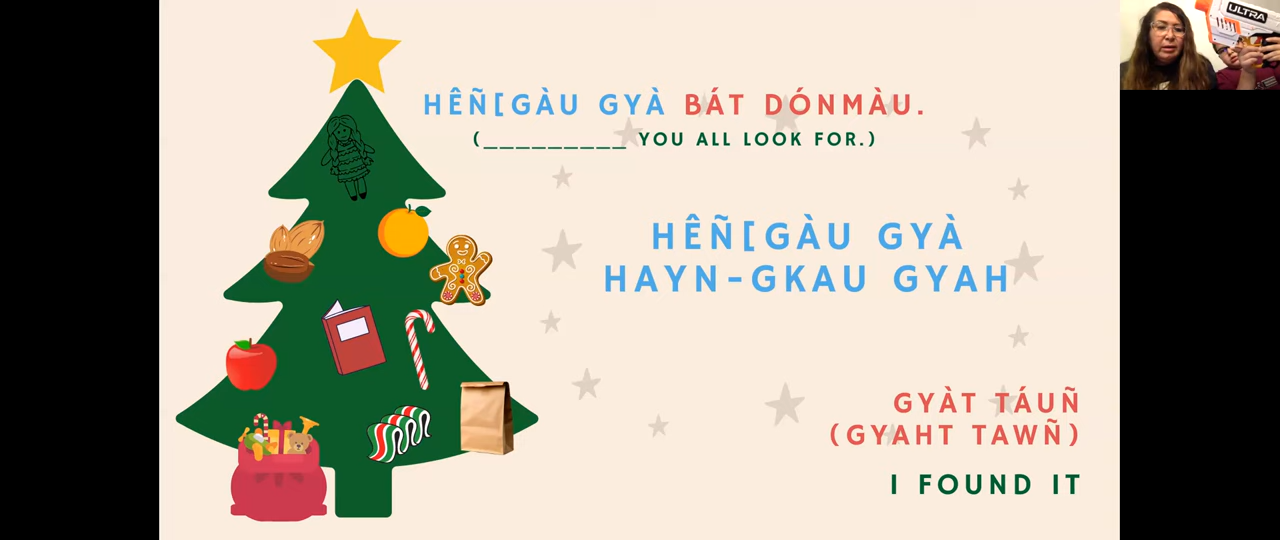 HÊÑ[GÀU GYÀ BÁT DÓNMÀU.
(_________ YOU ALL LOOK FOR.)
HÊÑ[GÀU GYÀ
HAYN-GKAU GYAH
GYÀT TÁUÑ
(GYAHT TAWÑ)
I FOUND IT
ULTRA